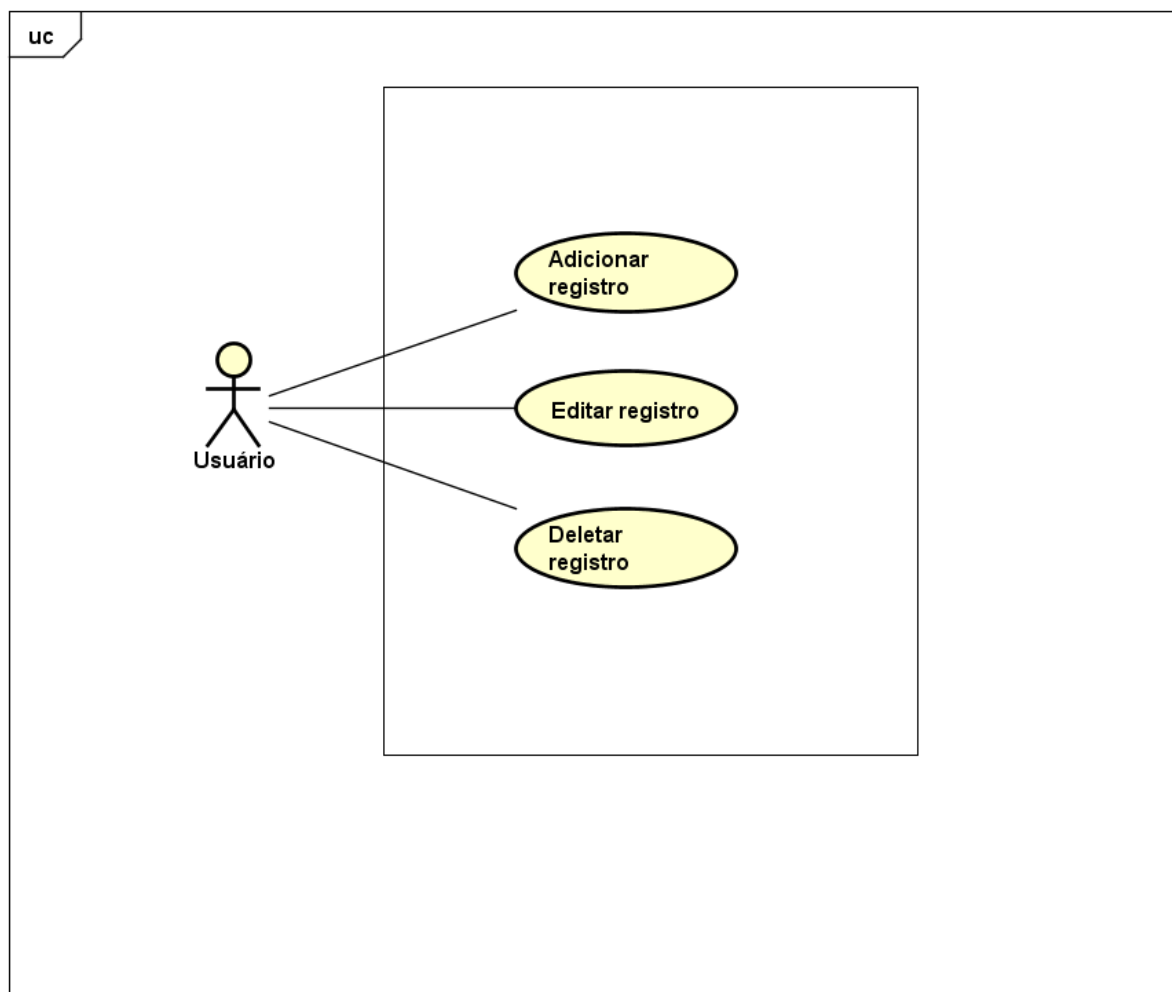 uc
Adicionar
registro
Editar registro
Usuário
Deletar
registro